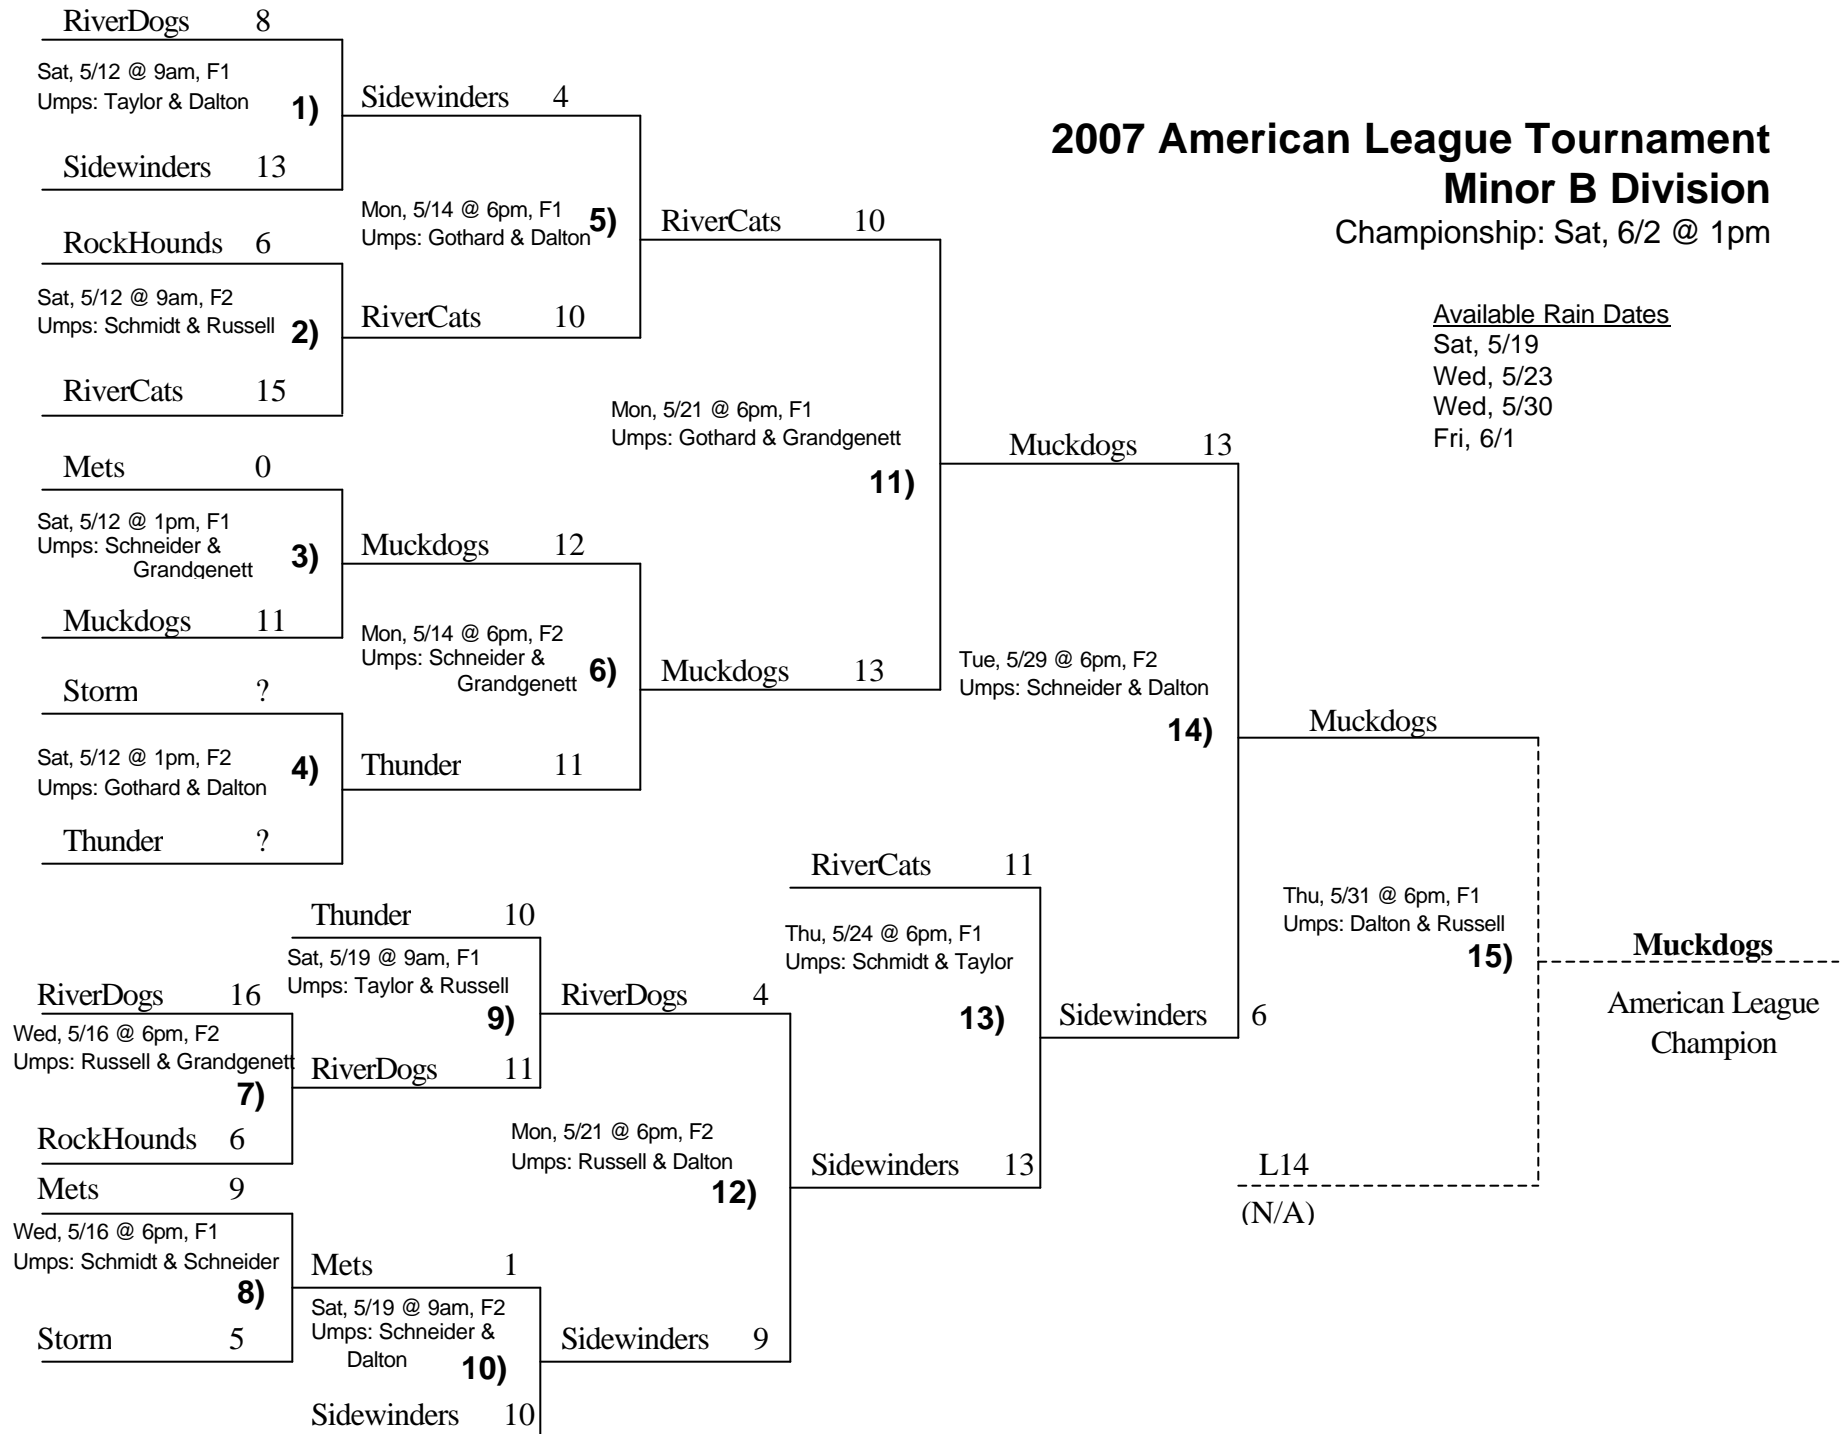 RiverDogs 8
Sat, 5/12 @ 9am, F1
Umps: Taylor & Dalton
1)
Sidewinders 13
RockHounds 6
Sat, 5/12 @ 9am, F2
Umps: Schmidt & Russell
2)
RiverCats 15
Mets 0
Sat, 5/12 @ 1pm, F1
Umps: Schneider &
Grandgenett
3)
Muckdogs 11
Storm ?
Sat, 5/12 @ 1pm, F2
Umps: Gothard & Dalton
4)
Thunder ?
Sidewinders 4
Mon, 5/14 @ 6pm, F1
Umps: Gothard & Dalton
5)
RiverCats 10
Muckdogs 12
Mon, 5/14 @ 6pm, F2
Umps: Schneider &
Grandgenett
6)
Thunder 11
RiverCats 10
Mon, 5/21 @ 6pm, F1
Umps: Gothard & Grandgenett
11)
Muckdogs 13
2007 American League Tournament
Minor B Division
Championship: Sat, 6/2 @ 1pm
Available Rain Dates
Sat, 5/19
Wed, 5/23
Wed, 5/30
Fri, 6/1
Muckdogs 13
Tue, 5/29 @ 6pm, F2
Umps: Schneider & Dalton
14)
Sidewinders 6
RiverDogs 16
Wed, 5/16 @ 6pm, F2
Umps: Russell & Grandgenett
7)
RockHounds 6
Mets 9
Wed, 5/16 @ 6pm, F1
Umps: Schmidt & Schneider
8)
Storm 5
Thunder 10
Sat, 5/19 @ 9am, F1
Umps: Taylor & Russell
9)
RiverDogs 11
Mets 1
Sat, 5/19 @ 9am, F2
Umps: Schneider &
Dalton
10)
Sidewinders 10
RiverDogs 4
Mon, 5/21 @ 6pm, F2
Umps: Russell & Dalton
12)
Sidewinders 9
RiverCats 11
Thu, 5/24 @ 6pm, F1
Umps: Schmidt & Taylor
13)
Sidewinders 13
Muckdogs
Thu, 5/31 @ 6pm, F1
Umps: Dalton & Russell
15)
L14
(N/A)
Muckdogs
American League
Champion